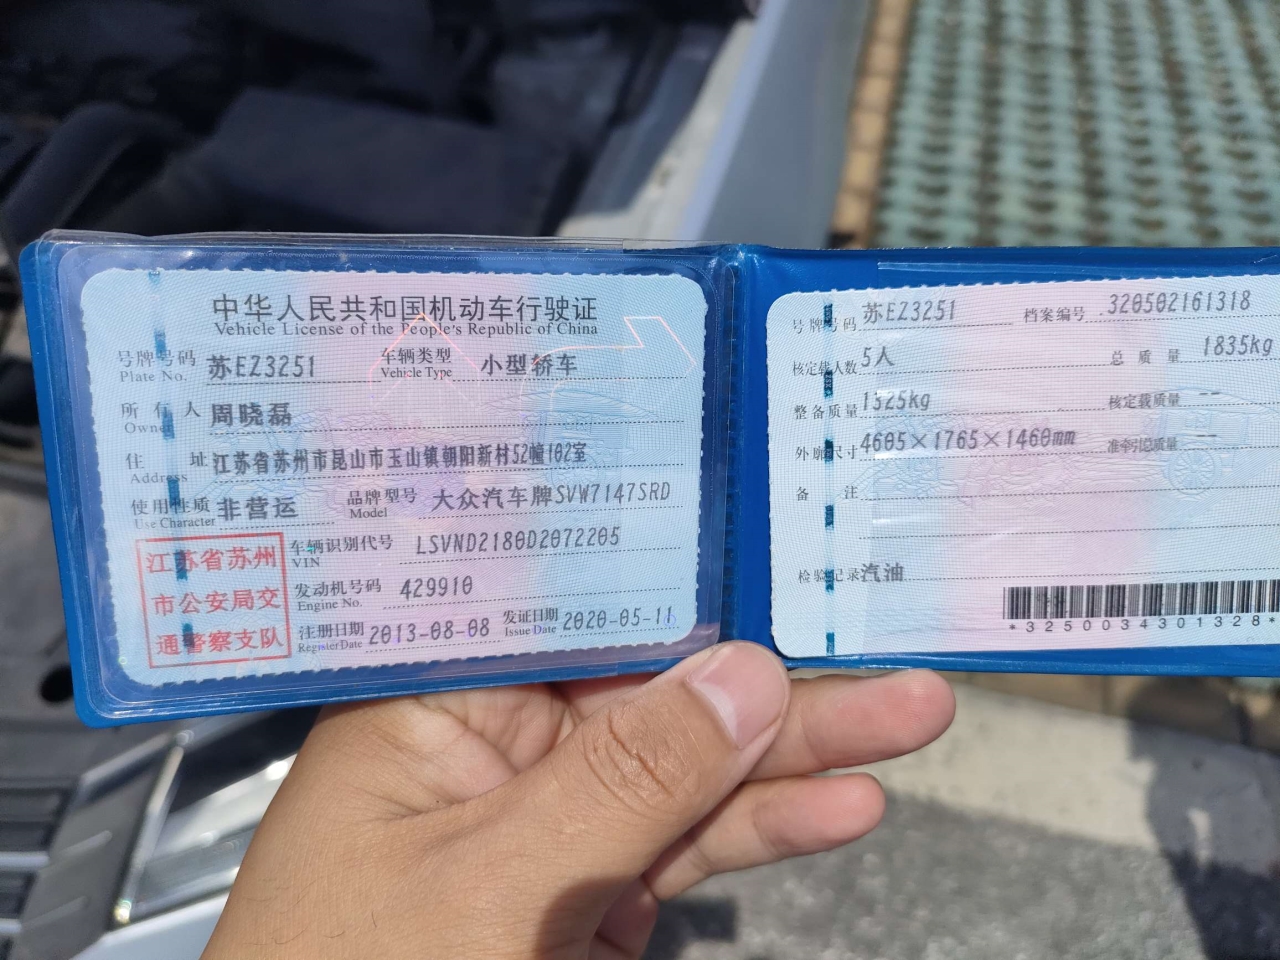 中华人民共和国机动车行驶证
Vehicle License of the People's Republic of China
号牌号码 苏EZ3251 车辆类型 小型轿车
Plate No. Vehicle Type
所有人 周晓磊
Owner
住址 江苏省苏州市昆山市玉山镇朝阳新村52幢102室
Address
使用性质 非营运 品牌型号 大众汽车牌SVW7147SRD
Use Character Model
江苏省苏州
市公安局交
通警察支队
车辆识别代号 LSVND2180D2072205
VIN
发动机号码 429910
Engine No.
注册日期 2013-08-08 发证日期 2020-05-11
Register Date Issue Date
号牌号码 苏EZ3251 档案编号 320502161318
核定载人数 5人 总质量 1835kg
整备质量 1325kg 核定载质量 --
外廓尺寸 4605×1765×1460mm 准牵引总质量 --
备注
检验记录 汽油
*3250034301328*